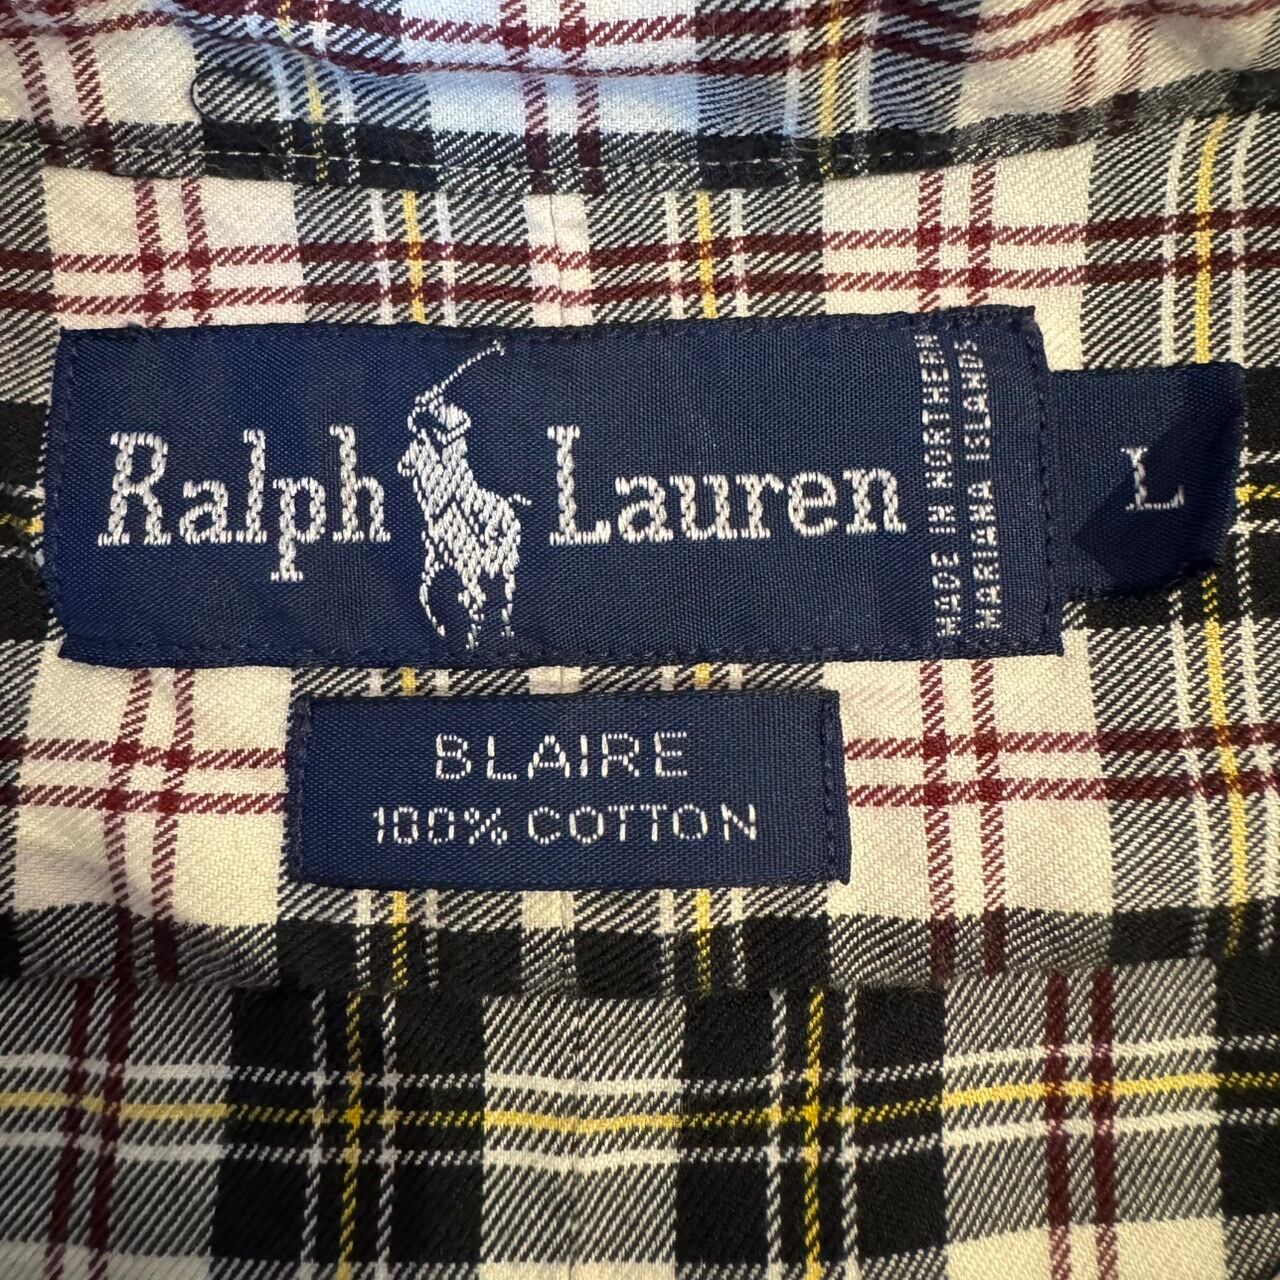 Ralph Lauren
MADE IN NORTHERN
MARIANA ISLANDS
L
BLAIRE
100% COTTON